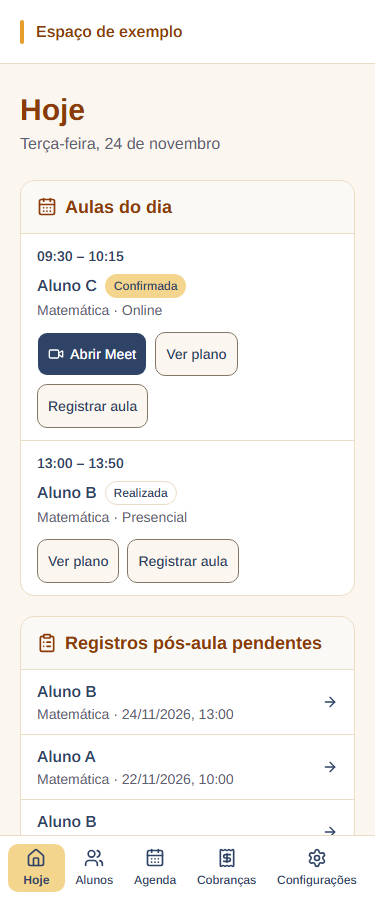 Espaço de exemplo
Hoje
Terça-feira, 24 de novembro
Aulas do dia
09:30 – 10:15
Aluno C Confirmada
Matemática · Online
Abrir Meet Ver plano
Registrar aula
13:00 – 13:50
Aluno B Realizada
Matemática · Presencial
Ver plano Registrar aula
Registros pós-aula pendentes
Aluno B
Matemática · 24/11/2026, 13:00
Aluno A
Matemática · 22/11/2026, 10:00
Aluno B
Hoje Alunos Agenda Cobranças Configurações